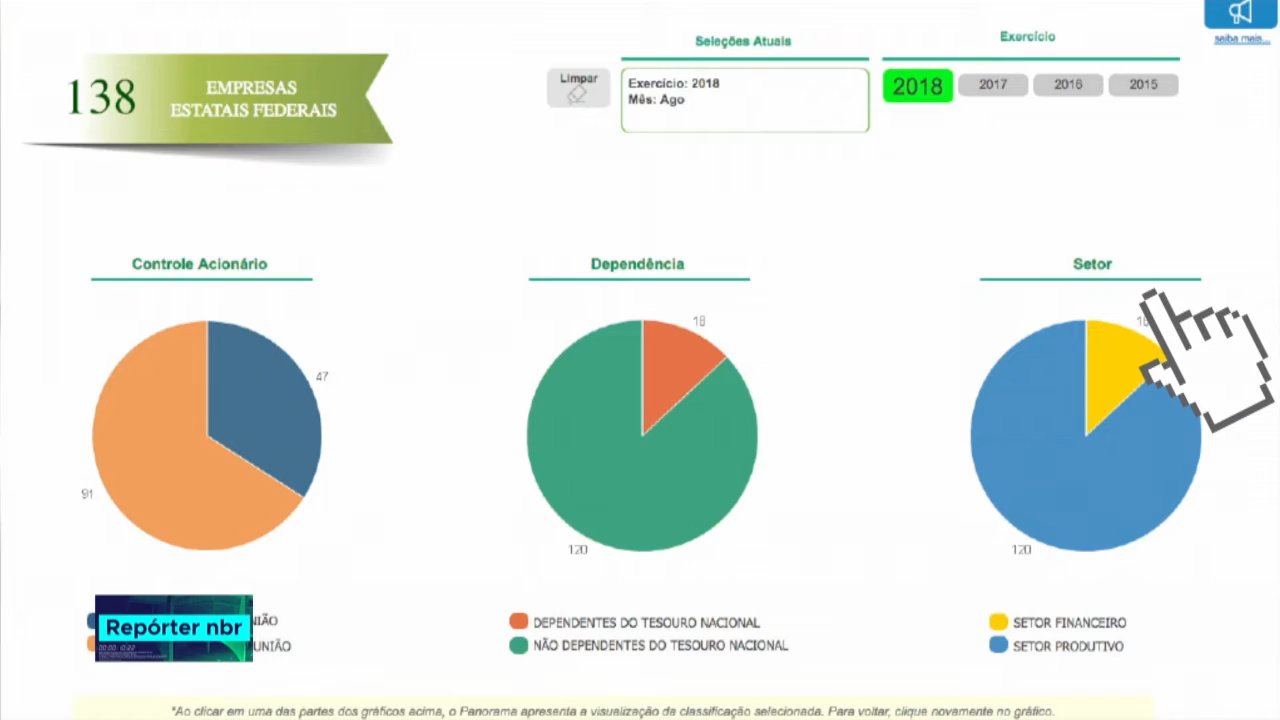 saiba mais...
138
EMPRESAS
ESTATAIS FEDERAIS
Limpar
Seleções Atuais
Exercício: 2018
Mês: Ago
Exercício
2018 2017 2016 2015
Controle Acionário
47
91
Dependência
18
120
Setor
120
UNIÃO
DEPENDENTES DO TESOURO NACIONAL
NÃO DEPENDENTES DO TESOURO NACIONAL
SETOR FINANCEIRO
SETOR PRODUTIVO
Repórter nbr
*Ao clicar em uma das partes dos gráficos acima, o Panorama apresenta a visualização da classificação selecionada. Para voltar, clique novamente no gráfico.